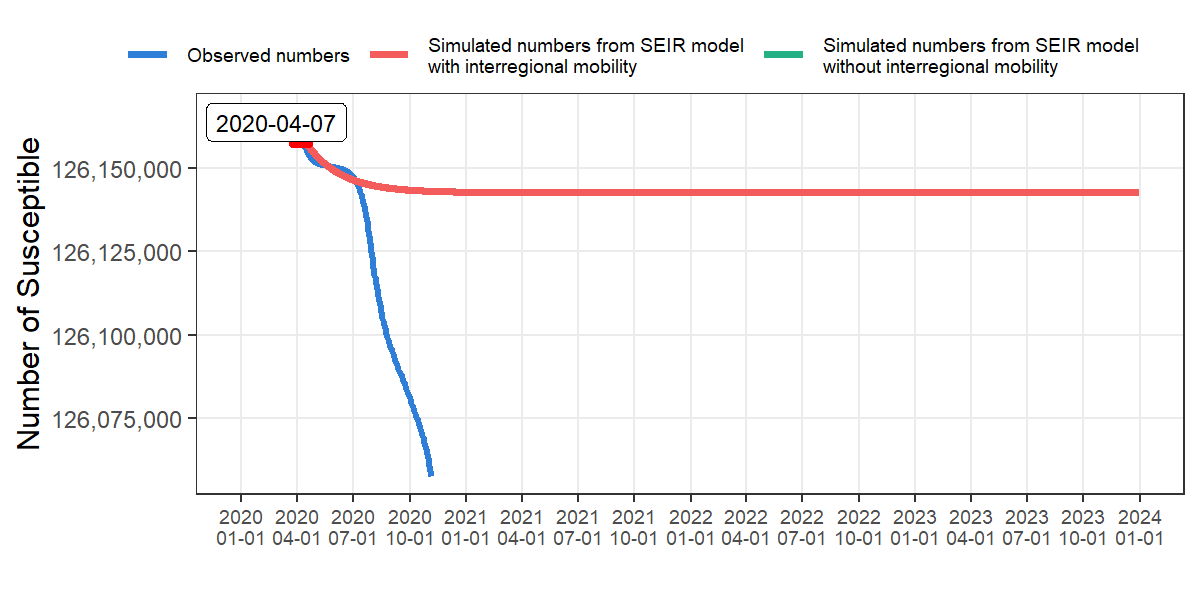 Observed numbers
Simulated numbers from SEIR model
with interregional mobility
Simulated numbers from SEIR model
without interregional mobility
2020-04-07
Number of Susceptible
126,150,000
126,125,000
126,100,000
126,075,000
2020 2020 2020 2020 2021 2021 2021 2021 2022 2022 2022 2022 2023 2023 2023 2023 2024
01-01 04-01 07-01 10-01 01-01 04-01 07-01 10-01 01-01 04-01 07-01 10-01 01-01 04-01 07-01 10-01 01-01